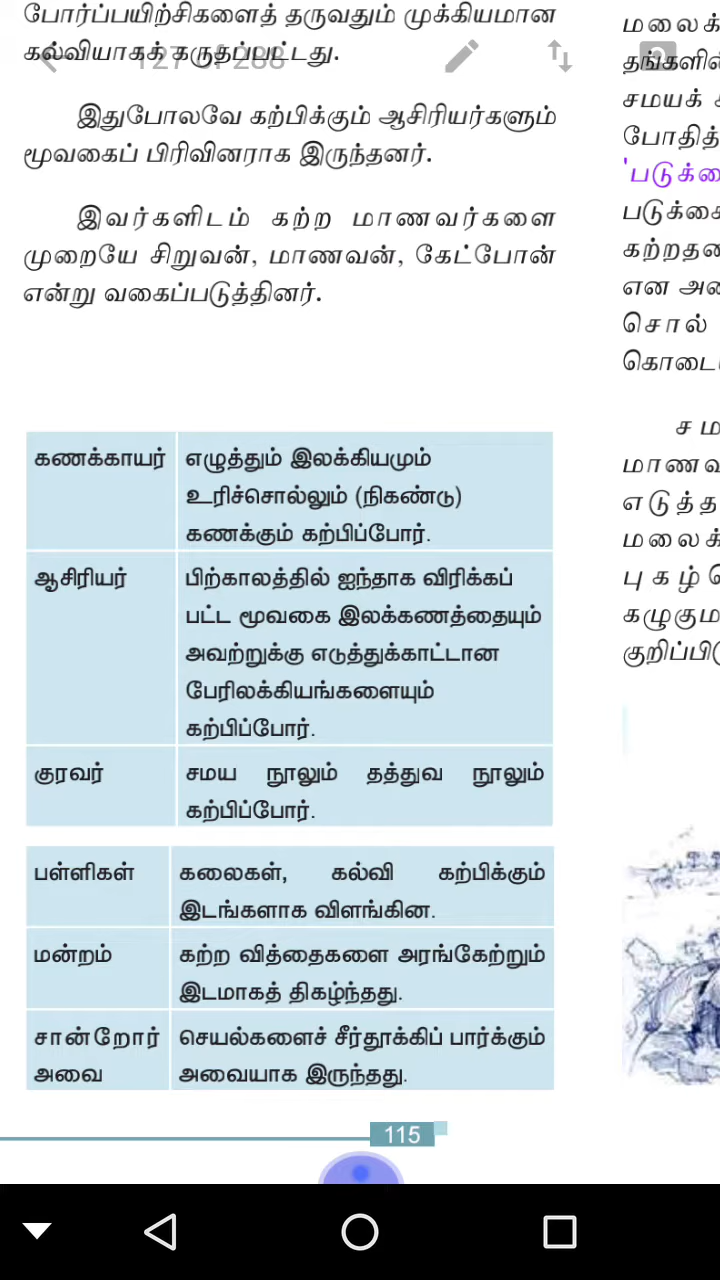 போர்ப்பயிற்சிகளைத் தருவதும் முக்கியமான
கல்வியாகக் கருதப்பட்டது.
127 of 288
இதுபோலவே கற்பிக்கும் ஆசிரியர்களும்
மூவகைப் பிரிவினராக இருந்தனர்.
இவர்களிடம் கற்ற மாணவர்களை
முறையே சிறுவன், மாணவன், கேட்போன்
என்று வகைப்படுத்தினர்.
கணக்காயர்
எழுத்தும் இலக்கியமும்
உரிச்சொல்லும் (நிகண்டு)
கணக்கும் கற்பிப்போர்.
ஆசிரியர்
பிற்காலத்தில் ஐந்தாக விரிக்கப்
பட்ட மூவகை இலக்கணத்தையும்
அவற்றுக்கு எடுத்துக்காட்டான
பேரிலக்கியங்களையும்
கற்பிப்போர்.
குரவர்
சமய நூலும் தத்துவ நூலும்
கற்பிப்போர்.
பள்ளிகள்
கலைகள், கல்வி கற்பிக்கும்
இடங்களாக விளங்கின.
மன்றம்
கற்ற வித்தைகளை அரங்கேற்றும்
இடமாகத் திகழ்ந்தது.
சான்றோர்
அவை
செயல்களைச் சீர்தூக்கிப் பார்க்கும்
அவையாக இருந்தது.
115
சமயக்
சொல்